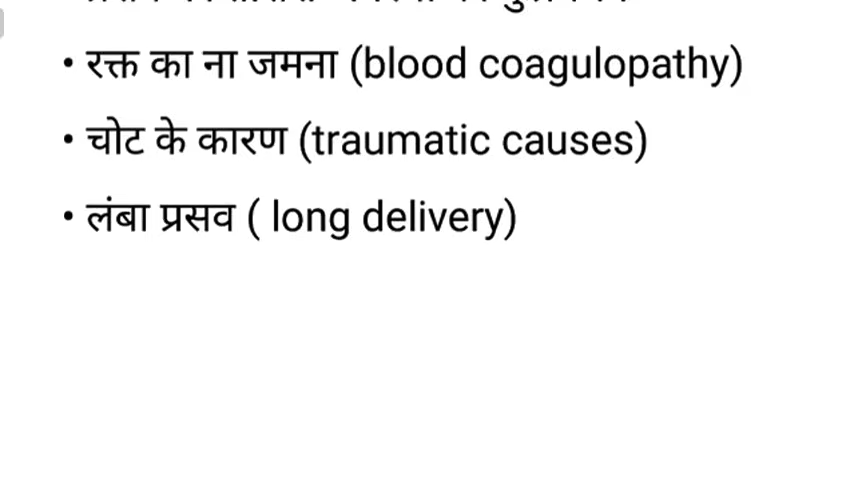 • रक्त का ना जमना (blood coagulopathy)
• चोट के कारण (traumatic causes)
• लंबा प्रसव ( long delivery)